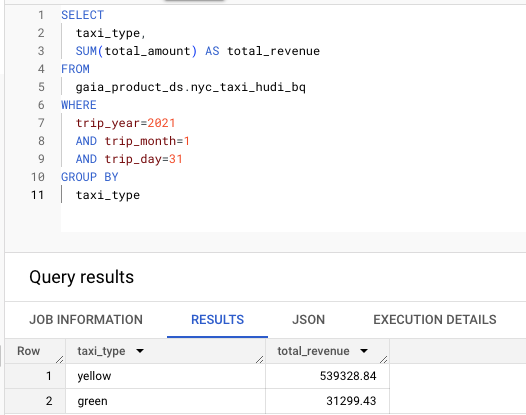 1 SELECT
2 taxi_type,
3 SUM(total_amount) AS total_revenue
4 FROM
5 gaia_product_ds.nyc_taxi_hudi_bq
6 WHERE
7 trip_year=2021
8 AND trip_month=1
9 AND trip_day=31
10 GROUP BY
11 taxi_type
Query results
JOB INFORMATION RESULTS JSON EXECUTION DETAILS
Row taxi_type total_revenue
1 yellow 539328.84
2 green 31299.43